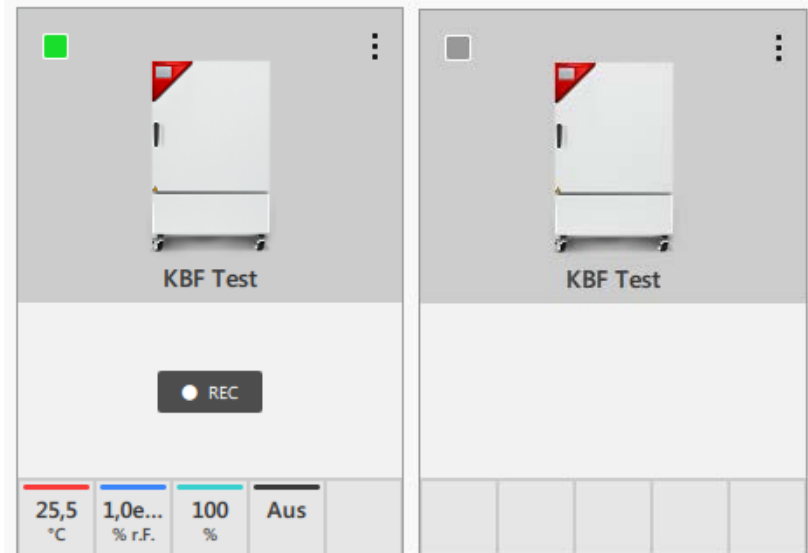 KBF Test
KBF Test
REC
25,5 1,0e... 100 Aus
°C % r.F. %